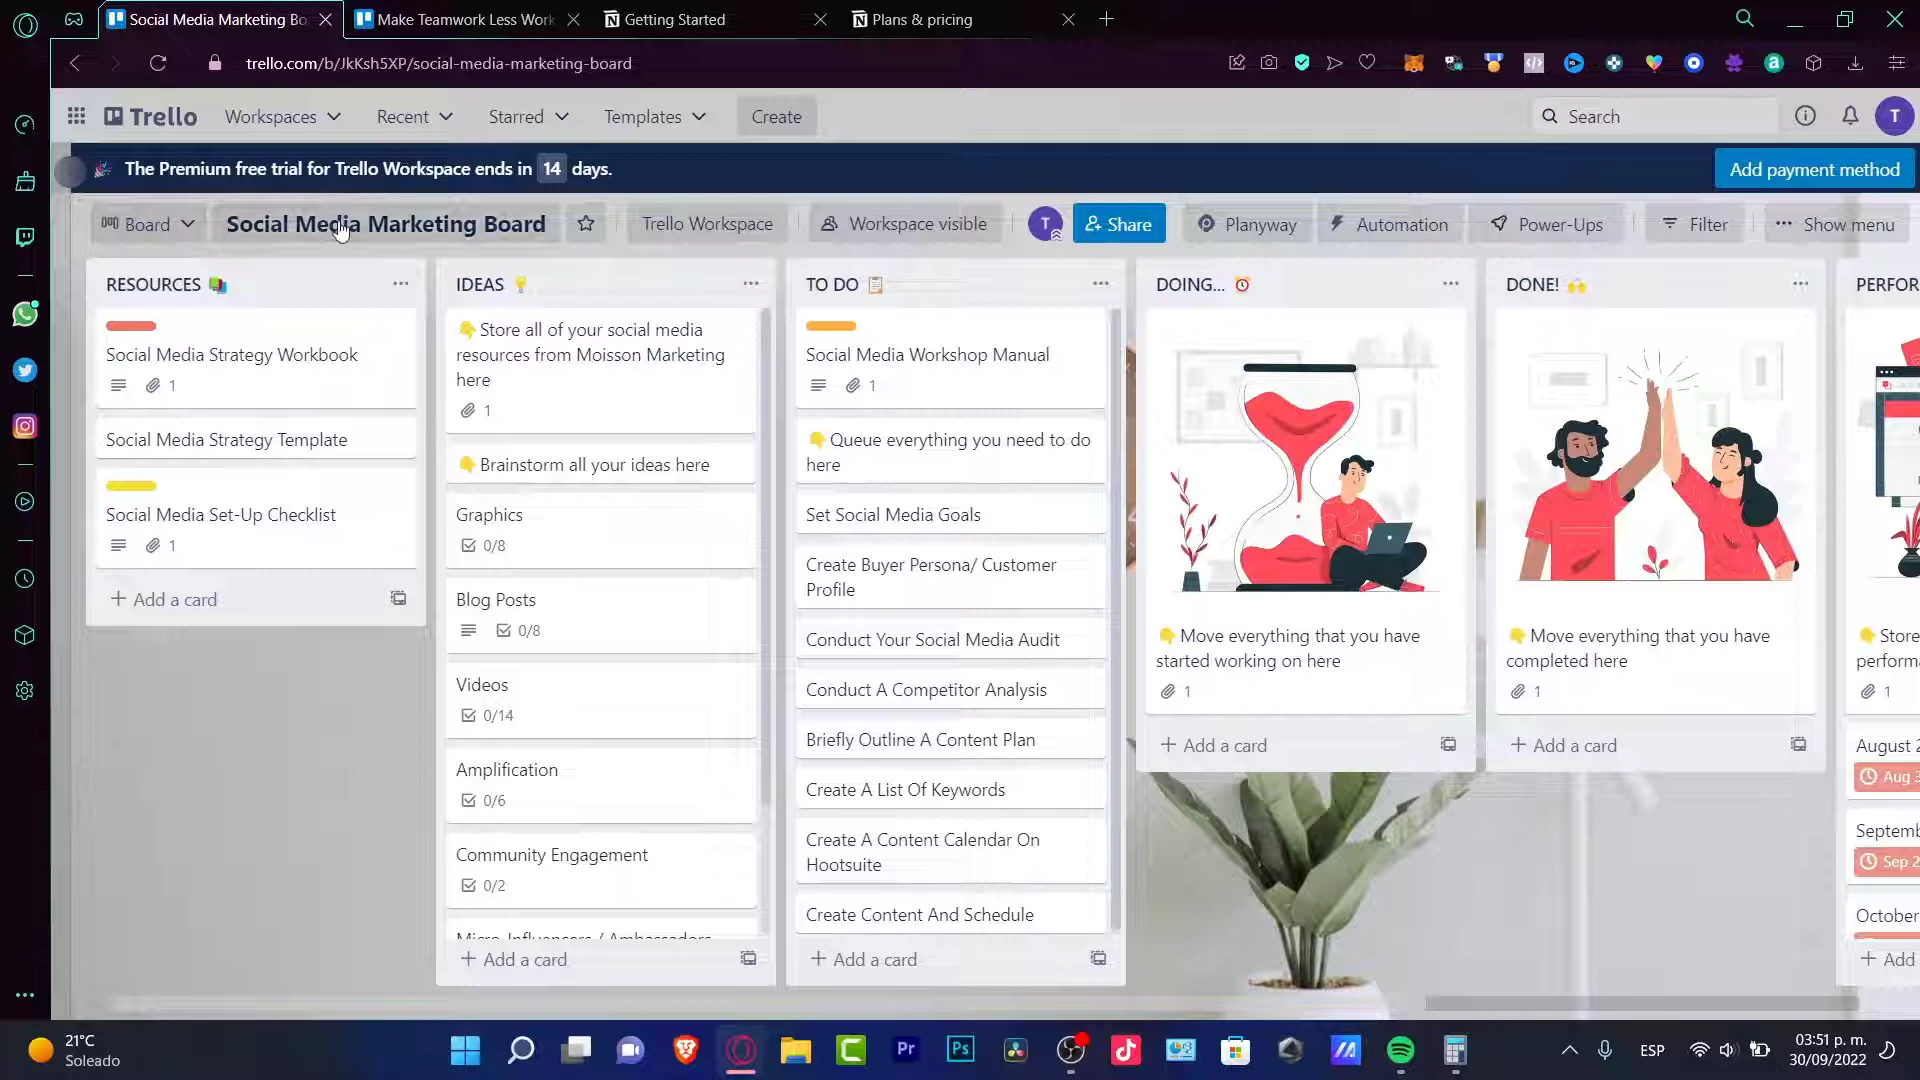 Social Media Marketing Bo
Make Teamwork Less Work
Getting Started
Plans & pricing
trello.com/b/JkKsh5XP/social-media-marketing-board
Trello
Workspaces
Recent
Starred
Templates
Create
Search
T
The Premium free trial for Trello Workspace ends in 14 days.
Add payment method
Board
Social Media Marketing Board
Trello Workspace
Workspace visible
T
Share
Planyway
Automation
Power-Ups
Filter
Show menu
RESOURCES
Social Media Strategy Workbook
1
Social Media Strategy Template
Social Media Set-Up Checklist
1
+ Add a card
IDEAS
Store all of your social media
resources from Moisson Marketing
here
1
Brainstorm all your ideas here
Graphics
0/8
Blog Posts
0/8
Videos
0/14
Amplification
0/6
Community Engagement
0/2
Micro-Influencers / Ambassadors
+ Add a card
TO DO
Social Media Workshop Manual
1
Queue everything you need to do
here
Set Social Media Goals
Create Buyer Persona/ Customer
Profile
Conduct Your Social Media Audit
Conduct A Competitor Analysis
Briefly Outline A Content Plan
Create A List Of Keywords
Create A Content Calendar On
Hootsuite
Create Content And Schedule
+ Add a card
DOING...
Move everything that you have
started working on here
1
+ Add a card
DONE!
Move everything that you have
completed here
1
+ Add a card
PERFOR
Store
perform
1
August 2
Aug 3
Septemb
Sep 2
October
+ Add
21°C
Soleado
Pr
Ps
ESP
03:51 p. m.
30/09/2022